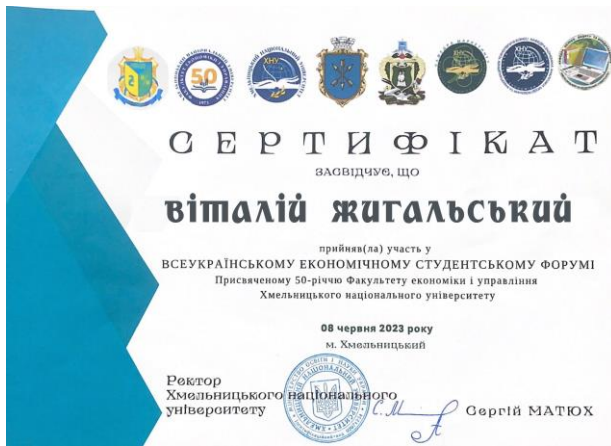 СЕРТИФІКАТ
ЗАСВІДЧУЄ, ЩО
ВІТАЛІЙ ЖИГАЛЬСЬКИЙ
прийняв(ла) участь у
ВСЕУКРАЇНСЬКОМУ ЕКОНОМІЧНОМУ СТУДЕНТСЬКОМУ ФОРУМІ
Присвяченому 50-річчю Факультету економіки і управління
Хмельницького національного університету
08 червня 2023 року
м. Хмельницький
Ректор
Хмельницького національного
університету
Сергій МАТЮХ